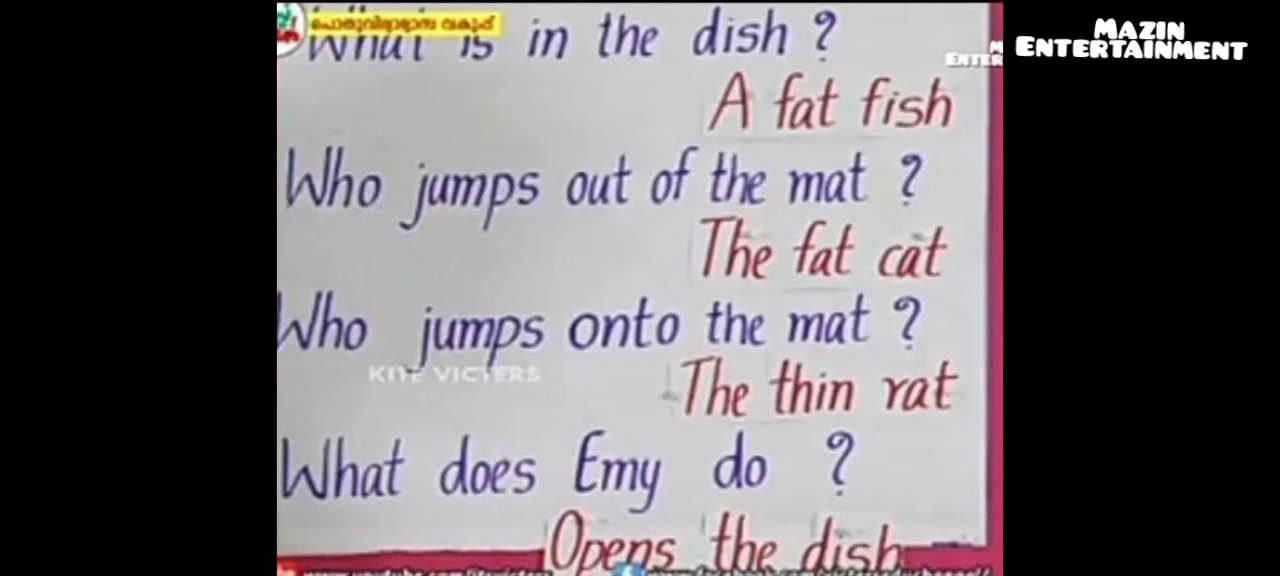 പൊതുവിദ്യാഭ്യാസ വകുപ്പ്
What is in the dish ?
MAZIN
ENTERTAINMENT
A fat fish
Who jumps out of the mat ?
The fat cat
Who jumps onto the mat ?
KITE VICTERS
The thin rat
What does Emy do ?
Opens the dish